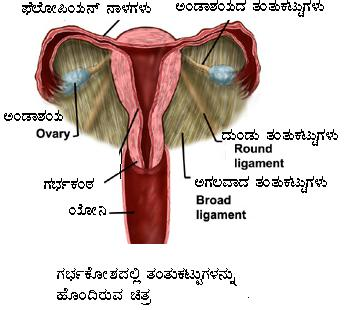 ಫೆಲೋಪಿಯನ್ ನಾಳಗಳು
ಅಂಡಾಶಯದ ತಂತುಕಟ್ಟುಗಳು
ಅಂಡಾಶಯ
Ovary
ದುಂಡು ತಂತುಕಟ್ಟುಗಳು
Round
ligament
ಗರ್ಭಕಂಠ
ಅಗಲವಾದ ತಂತುಕಟ್ಟುಗಳು
Broad
ligament
ಯೋನಿ
ಗರ್ಭಕೋಶದಲ್ಲಿ ತಂತುಕಟ್ಟುಗಳನ್ನು
ಹೊಂದಿರುವ ಚಿತ್ರ